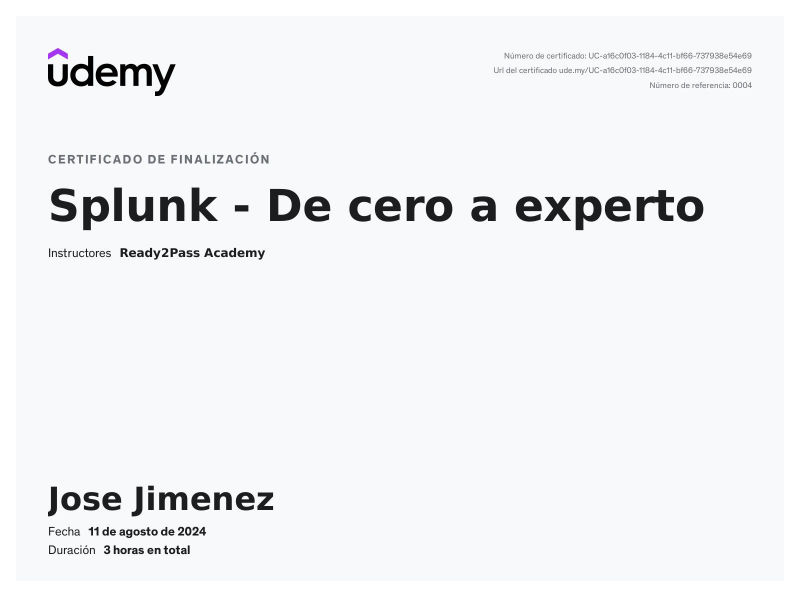 udemy
Número de certificado: UC-a16c0f03-1184-4c11-bf66-737938e54e69
Url del certificado ude.my/UC-a16c0f03-1184-4c11-bf66-737938e54e69
Número de referencia: 0004
CERTIFICADO DE FINALIZACIÓN
Splunk - De cero a experto
Instructores Ready2Pass Academy
Jose Jimenez
Fecha 11 de agosto de 2024
Duración 3 horas en total